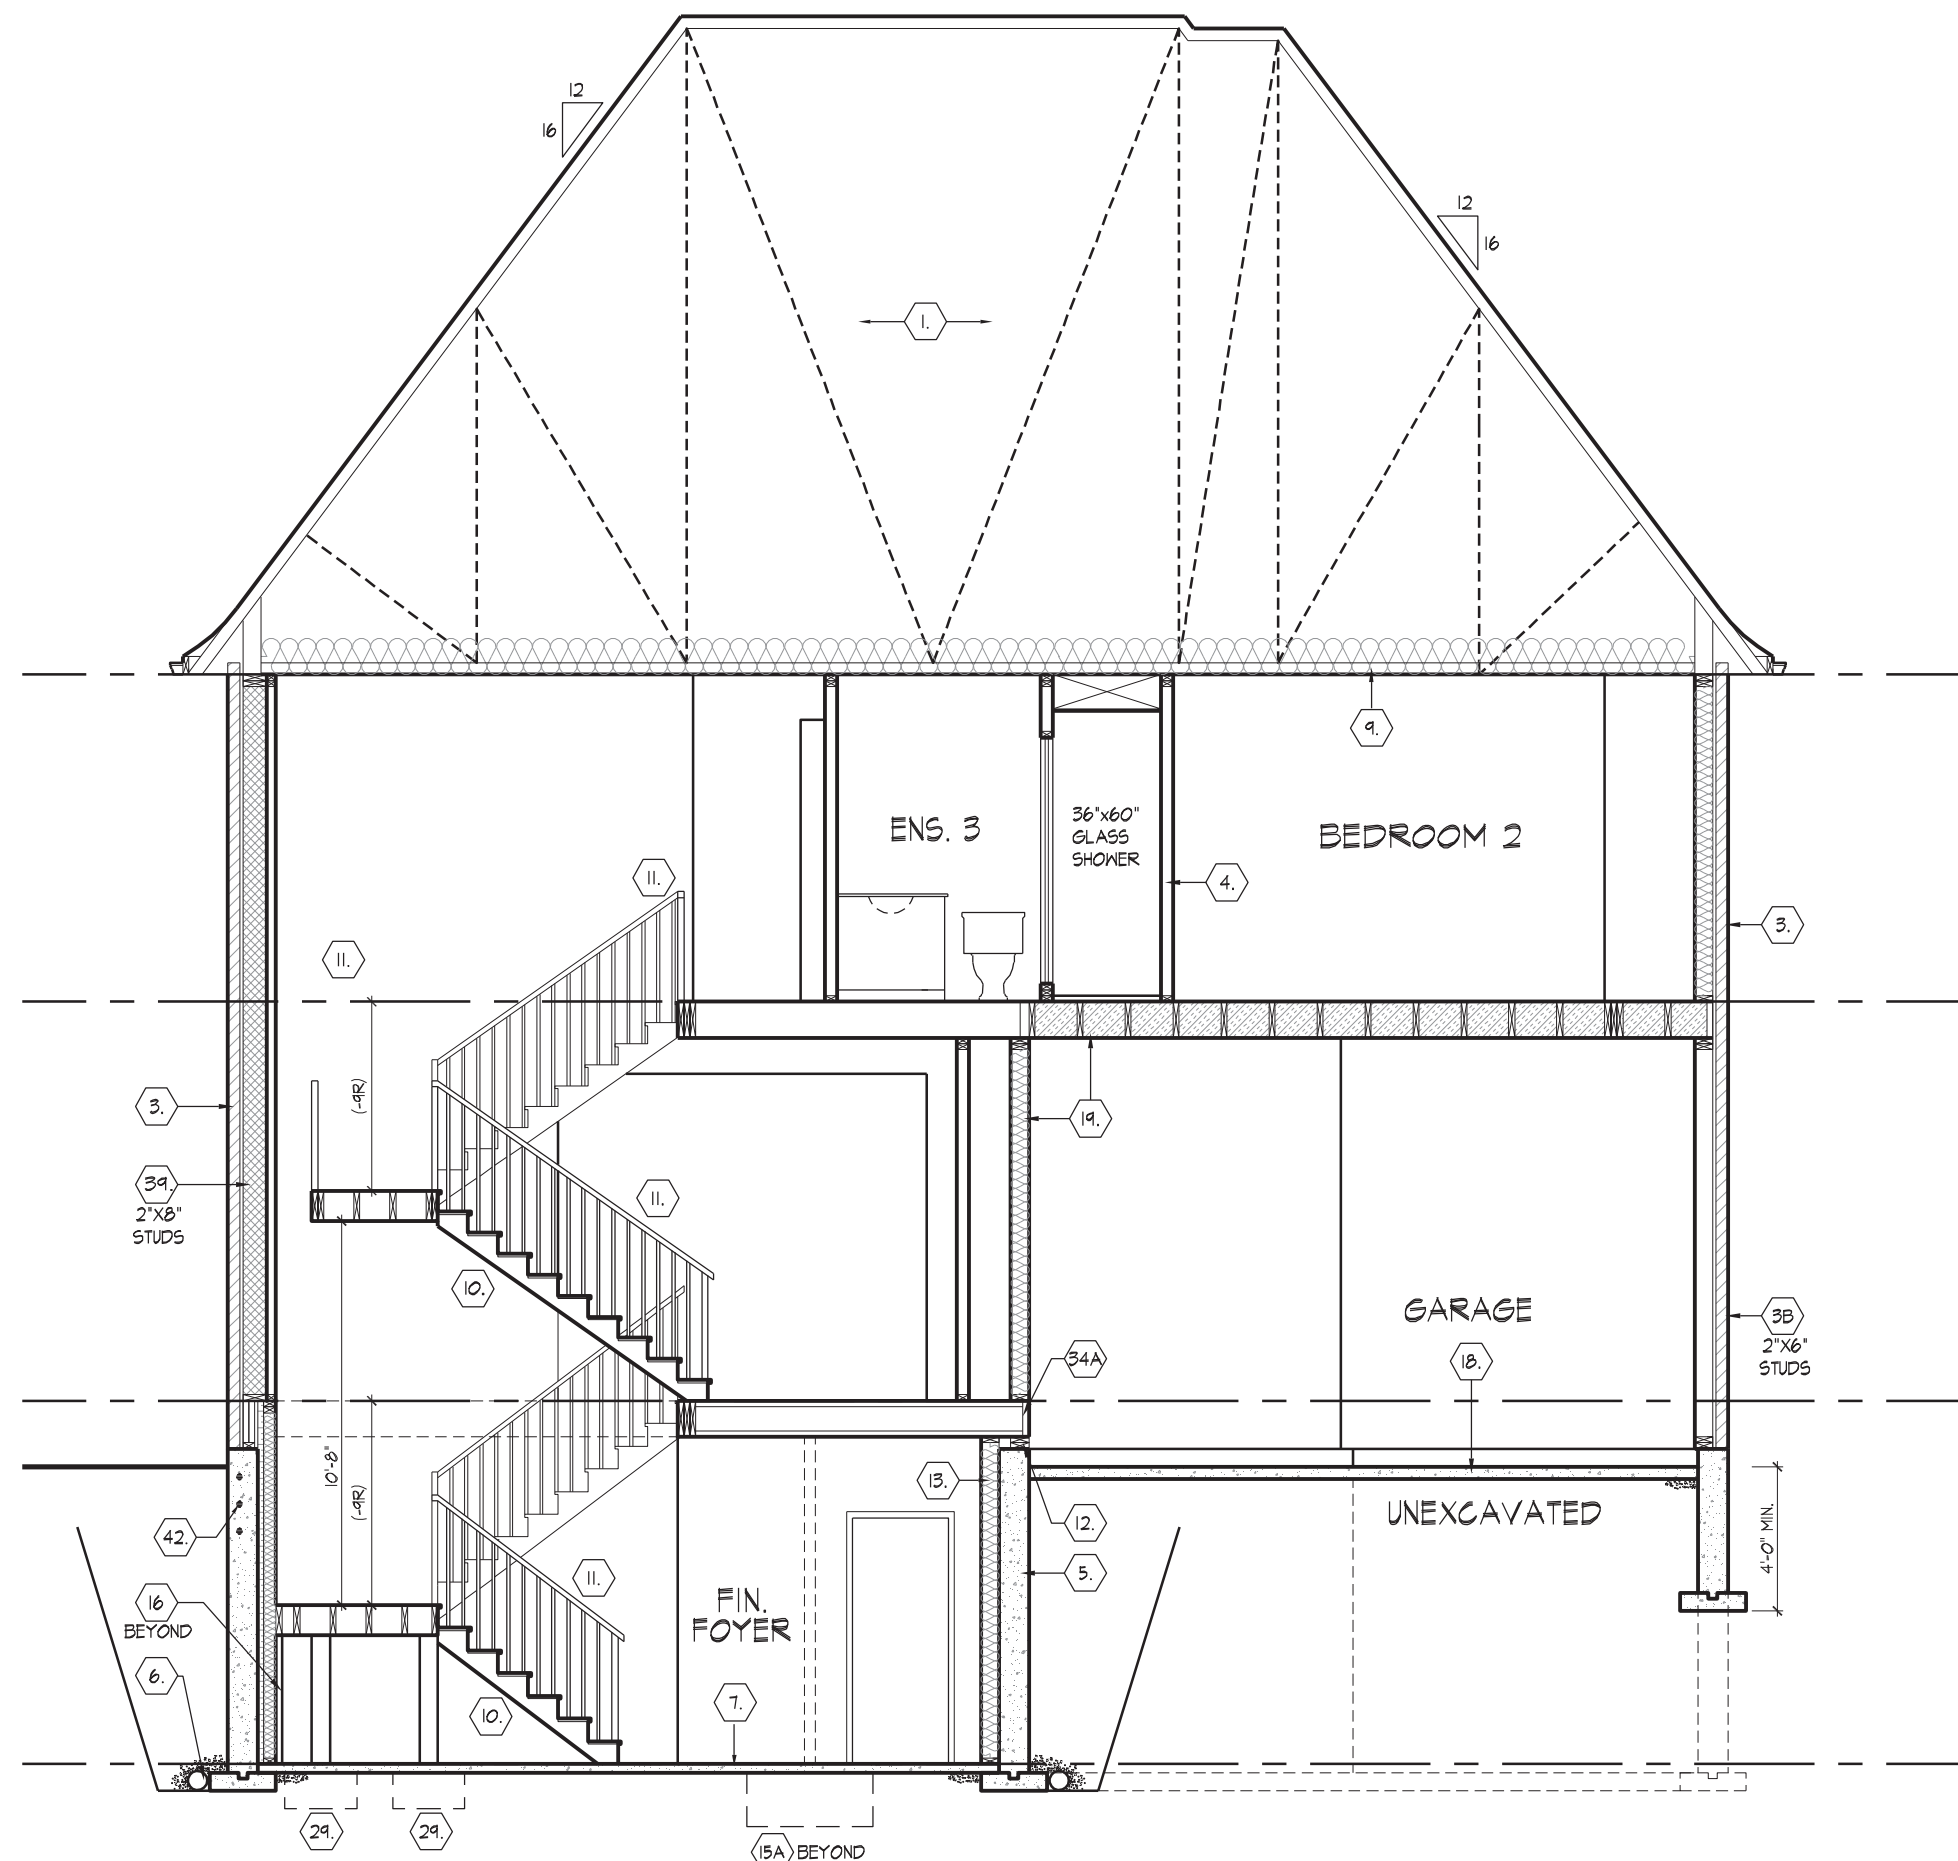 12
16
12
16
1.
9.
ENS. 3
36"x60"
GLASS
SHOWER
BEDROOM 2
11.
4.
3.
11.
(-9R)
3.
19.
39.
2"X8"
STUDS
11.
10.
GARAGE
3B
2"X6"
STUDS
34A
18.
10'-8"
(-9R)
13.
UNEXCAVATED
4'-0" MIN.
42.
12.
5.
11.
16
BEYOND
FIN.
FOYER
6.
7.
10.
29.
29.
15A BEYOND